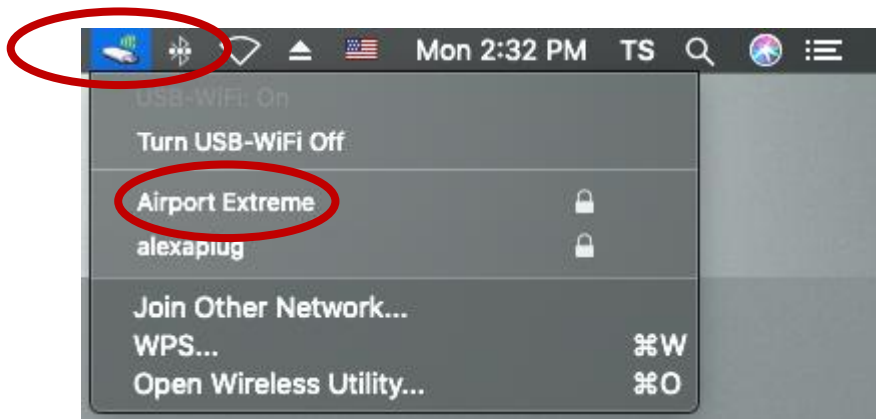 Mon 2:32 PM TS
USB-WiFi: On
Turn USB-WiFi Off
Airport Extreme
alexaplug
Join Other Network...
WPS... ⌘W
Open Wireless Utility... ⌘O